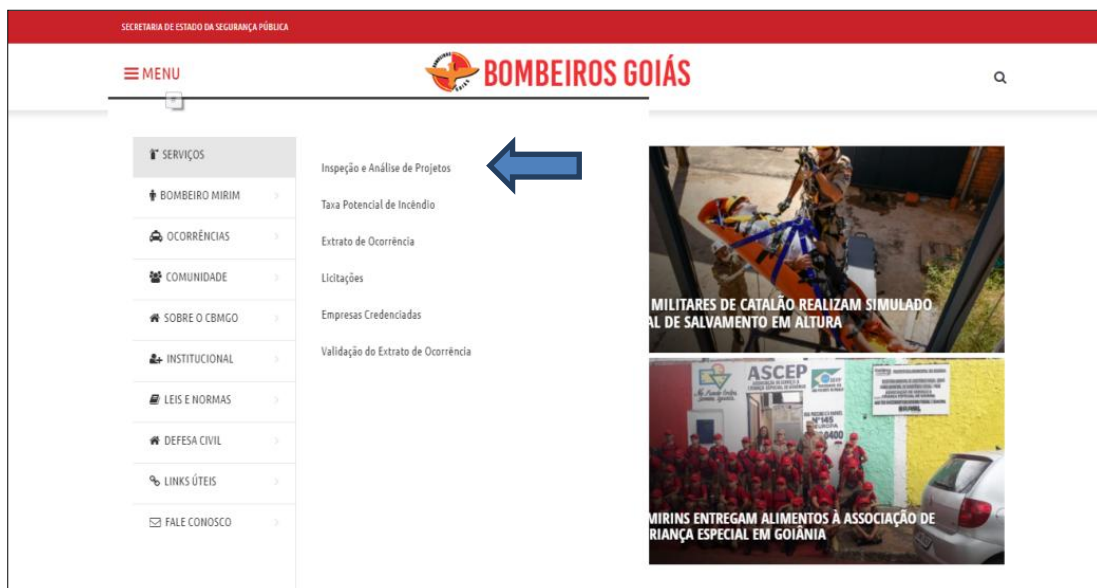 SECRETARIA DE ESTADO DA SEGURANÇA PÚBLICA
MENU
BOMBEIROS GOIÁS
SERVIÇOS
BOMBEIRO MIRIM
OCORRÊNCIAS
COMUNIDADE
SOBRE O CBMGO
INSTITUCIONAL
LEIS E NORMAS
DEFESA CIVIL
LINKS ÚTEIS
FALE CONOSCO
Inspeção e Análise de Projetos
Taxa Potencial de Incêndio
Extrato de Ocorrência
Licitações
Empresas Credenciadas
Validação do Extrato de Ocorrência
MILITARES DE CATALÃO REALIZAM SIMULADO
AL DE SALVAMENTO EM ALTURA
ASCEP
Nº145
0400
MIRINS ENTREGAM ALIMENTOS À ASSOCIAÇÃO DE
RIANÇA ESPECIAL EM GOIÂNIA